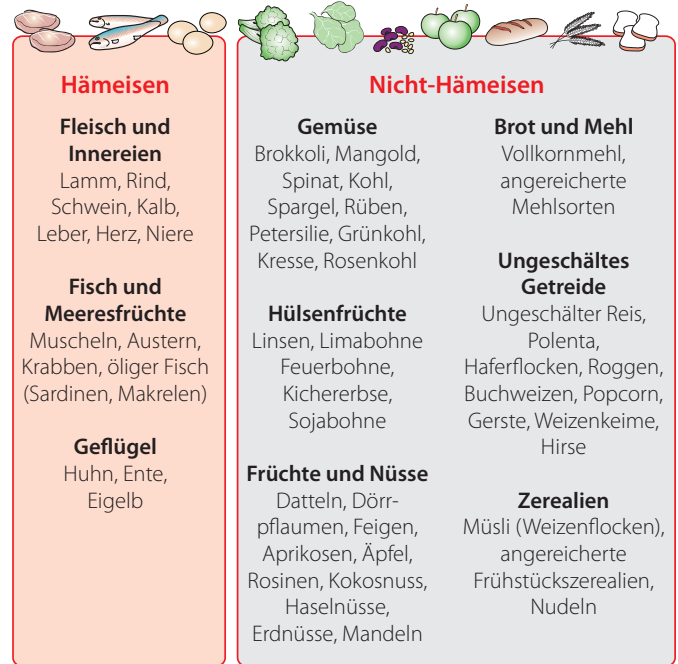 Hämeisen
Fleisch und
Innereien
Lamm, Rind,
Schwein, Kalb,
Leber, Herz, Niere
Fisch und
Meeresfrüchte
Muscheln, Austern,
Krabben, öliger Fisch
(Sardinen, Makrelen)
Geflügel
Huhn, Ente,
Eigelb
Nicht-Hämeisen
Gemüse
Brokkoli, Mangold,
Spinat, Kohl,
Spargel, Rüben,
Petersilie, Grünkohl,
Kresse, Rosenkohl
Hülsenfrüchte
Linsen, Limabohne
Feuerbohne,
Kichererbse,
Sojabohne
Früchte und Nüsse
Datteln, Dörr-
pflaumen, Feigen,
Aprikosen, Äpfel,
Rosinen, Kokosnuss,
Haselnüsse,
Erdnüsse, Mandeln
Brot und Mehl
Vollkornmehl,
angereicherte
Mehlsorten
Ungeschältes
Getreide
Ungeschälter Reis,
Polenta,
Haferflocken, Roggen,
Buchweizen, Popcorn,
Gerste, Weizenkeime,
Hirse
Zerealien
Müsli (Weizenflocken),
angereicherte
Frühstückszerealien,
Nudeln